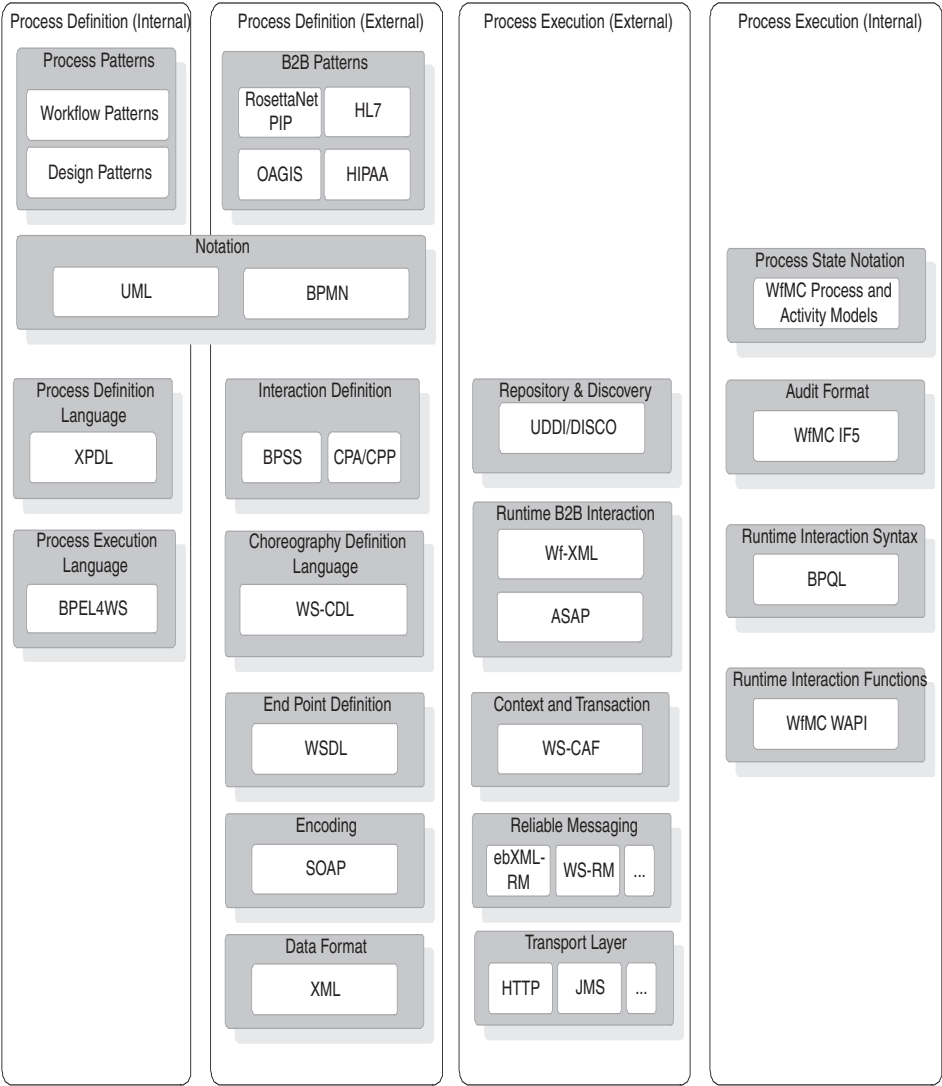 Process Definition (Internal)
Process Patterns
Workflow Patterns
Design Patterns
Process Definition (External)
B2B Patterns
RosettaNet
PIP
HL7
OAGIS
HIPAA
Notation
UML
BPMN
Process Definition
Language
XPDL
Process Execution
Language
BPEL4WS
Interaction Definition
BPSS
CPA/CPP
Choreography Definition
Language
WS-CDL
End Point Definition
WSDL
Encoding
SOAP
Data Format
XML
Process Execution (External)
Repository & Discovery
UDDI/DISCO
Runtime B2B Interaction
Wf-XML
ASAP
Context and Transaction
WS-CAF
Reliable Messaging
ebXML-
RM
WS-RM
...
Transport Layer
HTTP
JMS
...
Process Execution (Internal)
Process State Notation
WfMC Process and
Activity Models
Audit Format
WfMC IF5
Runtime Interaction Syntax
BPQL
Runtime Interaction Functions
WfMC WAPI